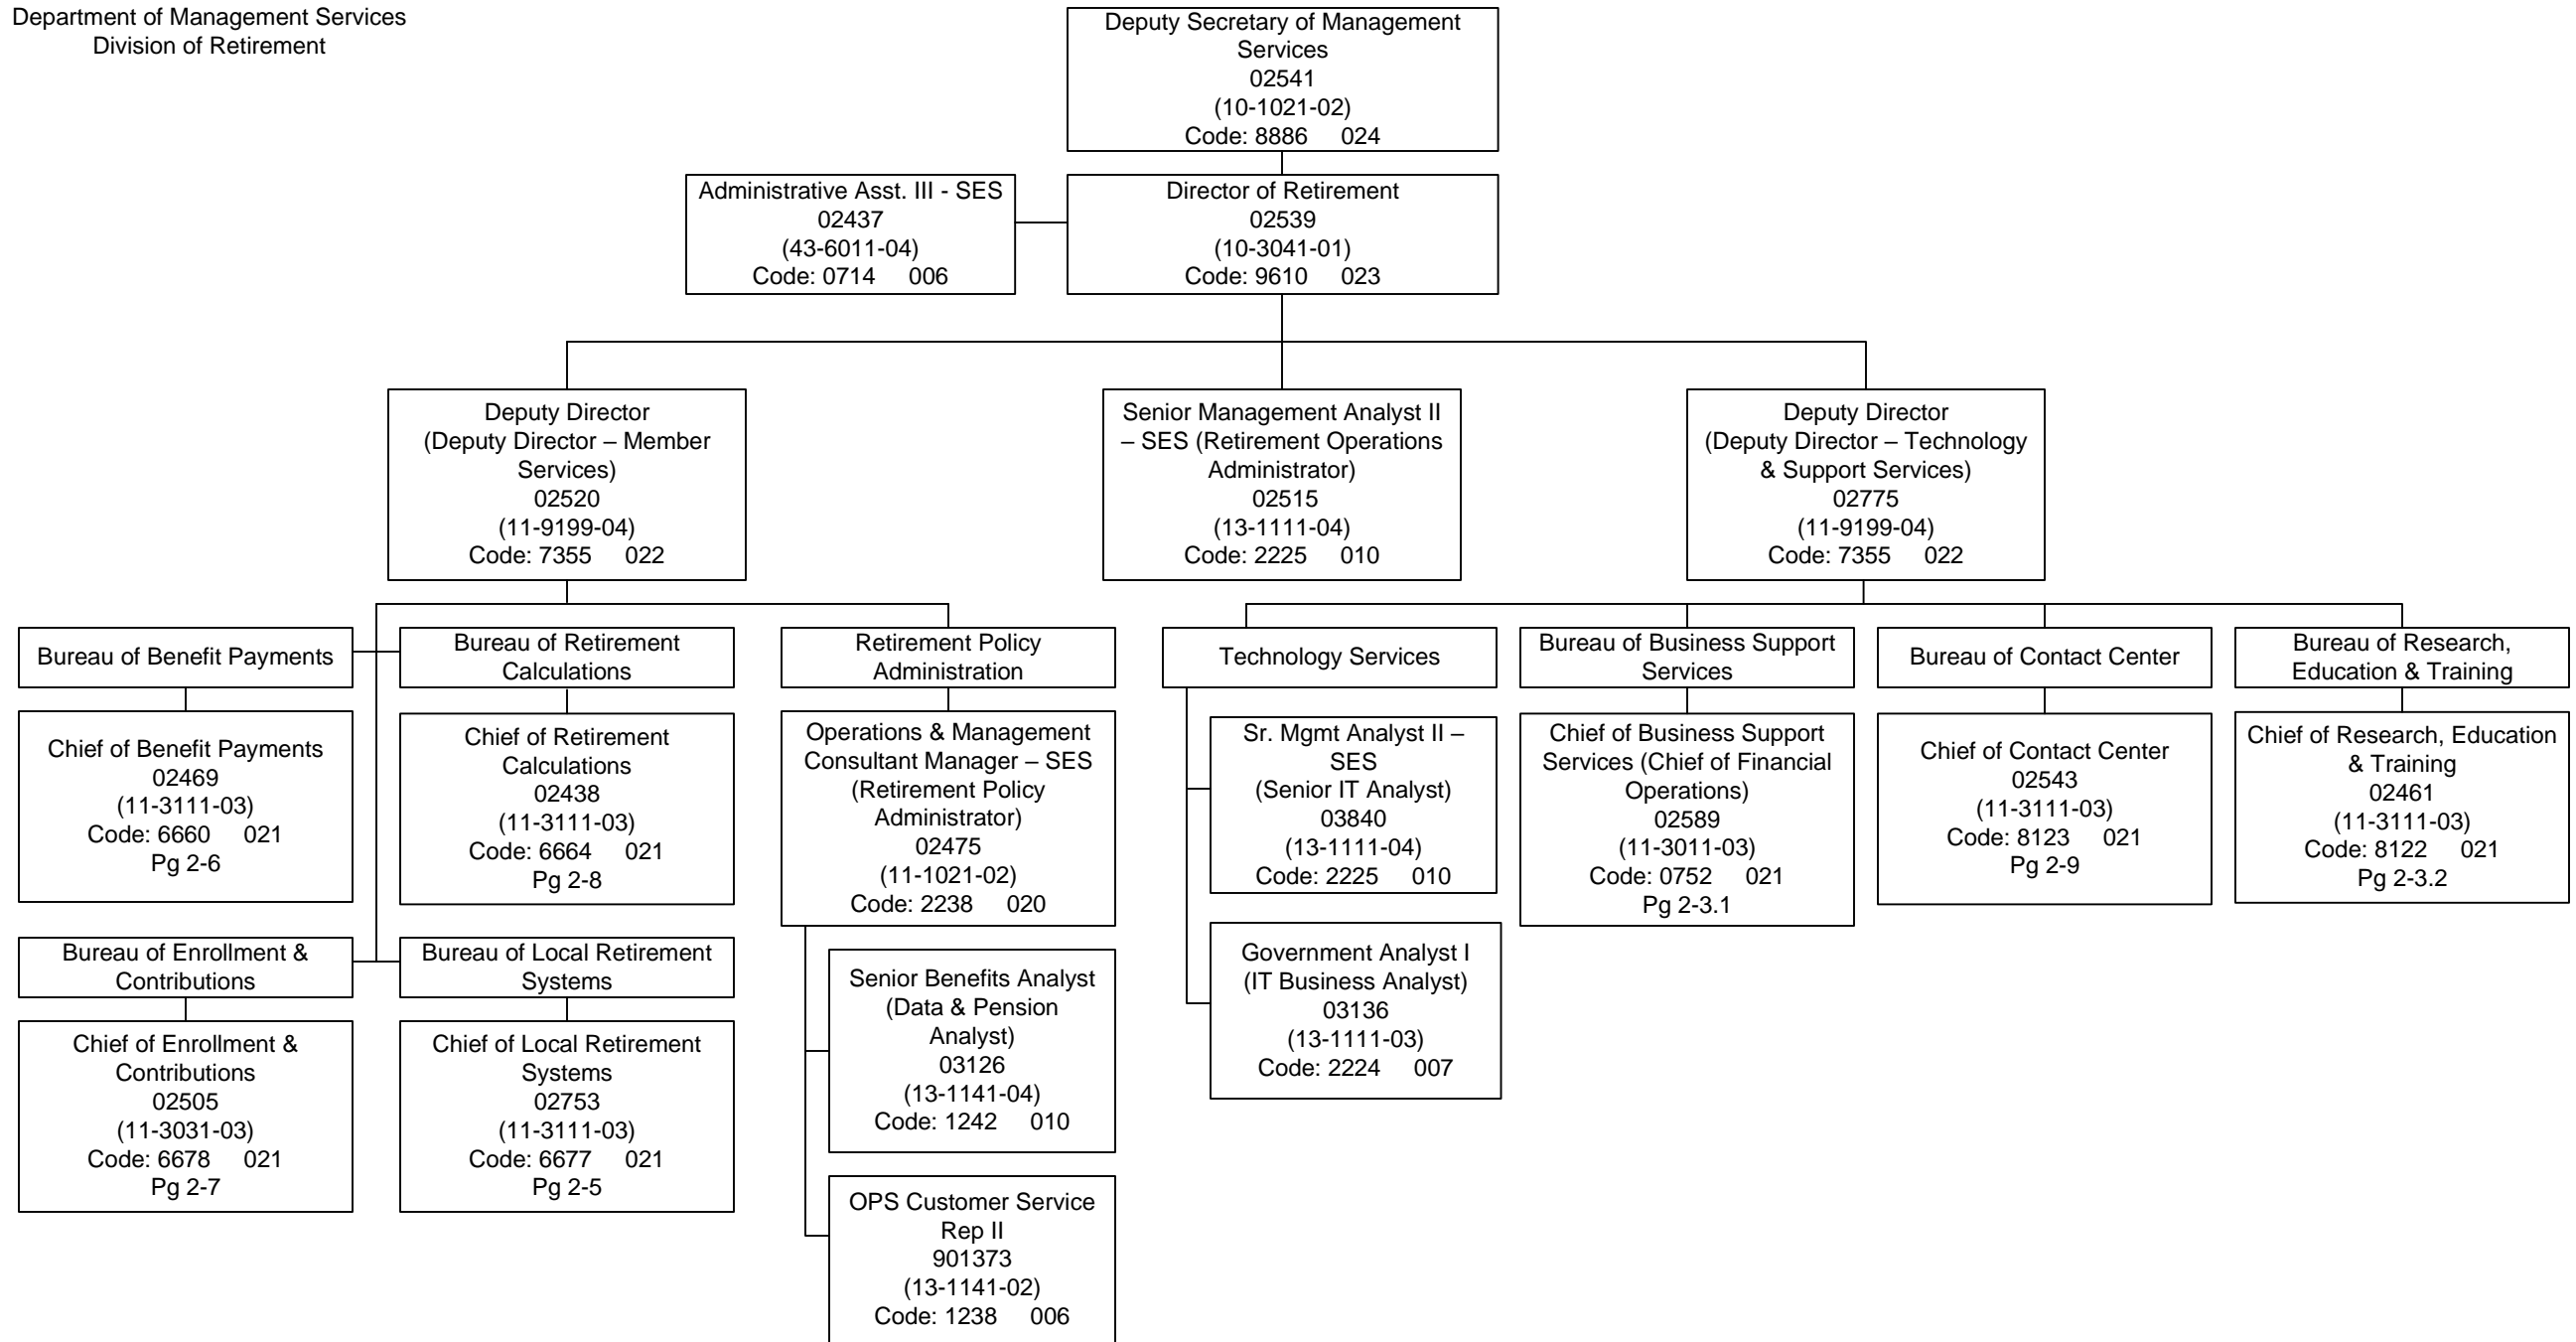 Department of Management Services
Division of Retirement
Deputy Secretary of Management
Services
02541
(10-1021-02)
Code: 8886 024
Administrative Asst. III - SES
02437
(43-6011-04)
Code: 0714 006
Director of Retirement
02539
(10-3041-01)
Code: 9610 023
Deputy Director
(Deputy Director – Member
Services)
02520
(11-9199-04)
Code: 7355 022
Senior Management Analyst II
– SES (Retirement Operations
Administrator)
02515
(13-1111-04)
Code: 2225 010
Deputy Director
(Deputy Director – Technology
& Support Services)
02775
(11-9199-04)
Code: 7355 022
Bureau of Benefit Payments
Chief of Benefit Payments
02469
(11-3111-03)
Code: 6660 021
Pg 2-6
Bureau of Retirement
Calculations
Chief of Retirement
Calculations
02438
(11-3111-03)
Code: 6664 021
Pg 2-8
Bureau of Enrollment &
Contributions
Chief of Enrollment &
Contributions
02505
(11-3031-03)
Code: 6678 021
Pg 2-7
Bureau of Local Retirement
Systems
Chief of Local Retirement
Systems
02753
(11-3111-03)
Code: 6677 021
Pg 2-5
Retirement Policy
Administration
Operations & Management
Consultant Manager – SES
(Retirement Policy
Administrator)
02475
(11-1021-02)
Code: 2238 020
Senior Benefits Analyst
(Data & Pension
Analyst)
03126
(13-1141-04)
Code: 1242 010
OPS Customer Service
Rep II
901373
(13-1141-02)
Code: 1238 006
Technology Services
Sr. Mgmt Analyst II –
SES
(Senior IT Analyst)
03840
(13-1111-04)
Code: 2225 010
Government Analyst I
(IT Business Analyst)
03136
(13-1111-03)
Code: 2224 007
Bureau of Business Support
Services
Chief of Business Support
Services (Chief of Financial
Operations)
02589
(11-3011-03)
Code: 0752 021
Pg 2-3.1
Bureau of Contact Center
Chief of Contact Center
02543
(11-3111-03)
Code: 8123 021
Pg 2-9
Bureau of Research,
Education & Training
Chief of Research, Education
& Training
02461
(11-3111-03)
Code: 8122 021
Pg 2-3.2